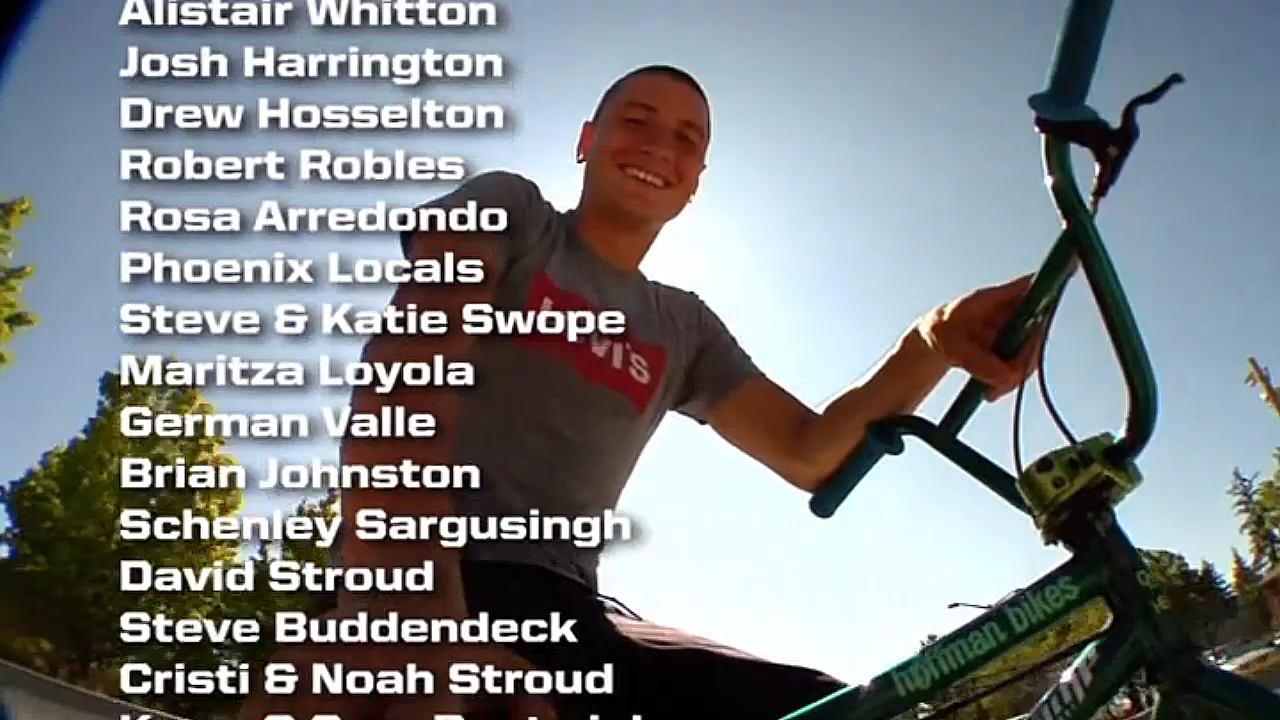 Alistair Whitton
Josh Harrington
Drew Hosselton
Robert Robles
Rosa Arredondo
Phoenix Locals
Steve & Katie Swope
Maritza Loyola
German Valle
Brian Johnston
Schenley Sargusingh
David Stroud
Steve Buddendeck
Cristi & Noah Stroud
Levi's
hoffman bikes